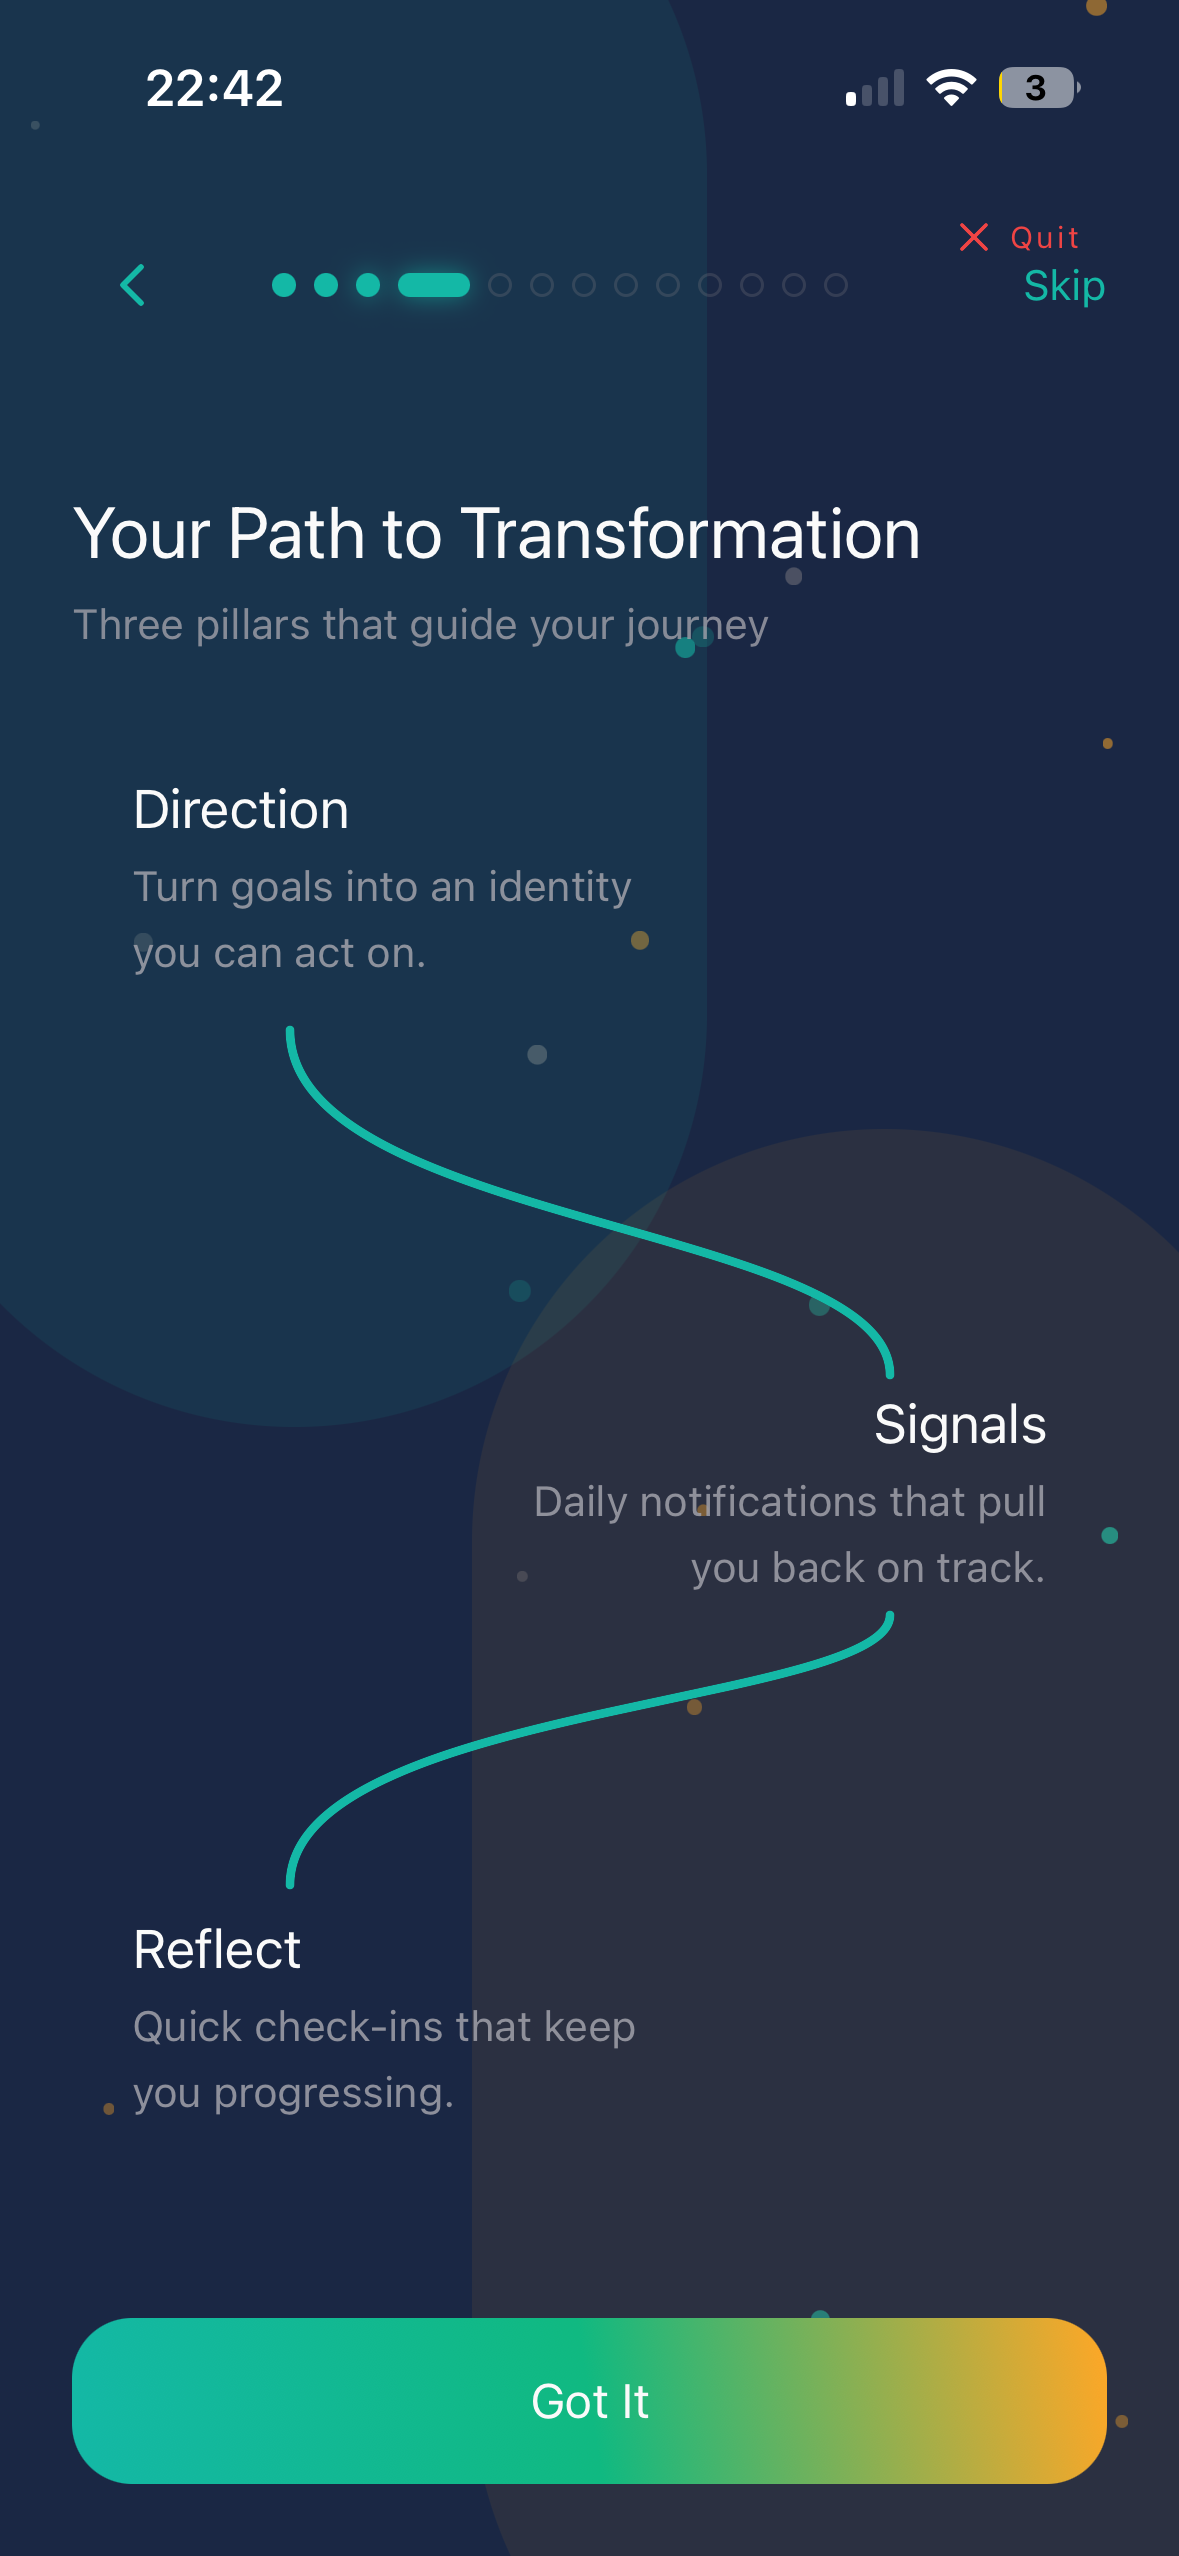 22:42
3
Quit
Skip
Your Path to Transformation
Three pillars that guide your journey
Direction
Turn goals into an identity
you can act on.
Signals
Daily notifications that pull
you back on track.
Reflect
Quick check-ins that keep
you progressing.
Got It